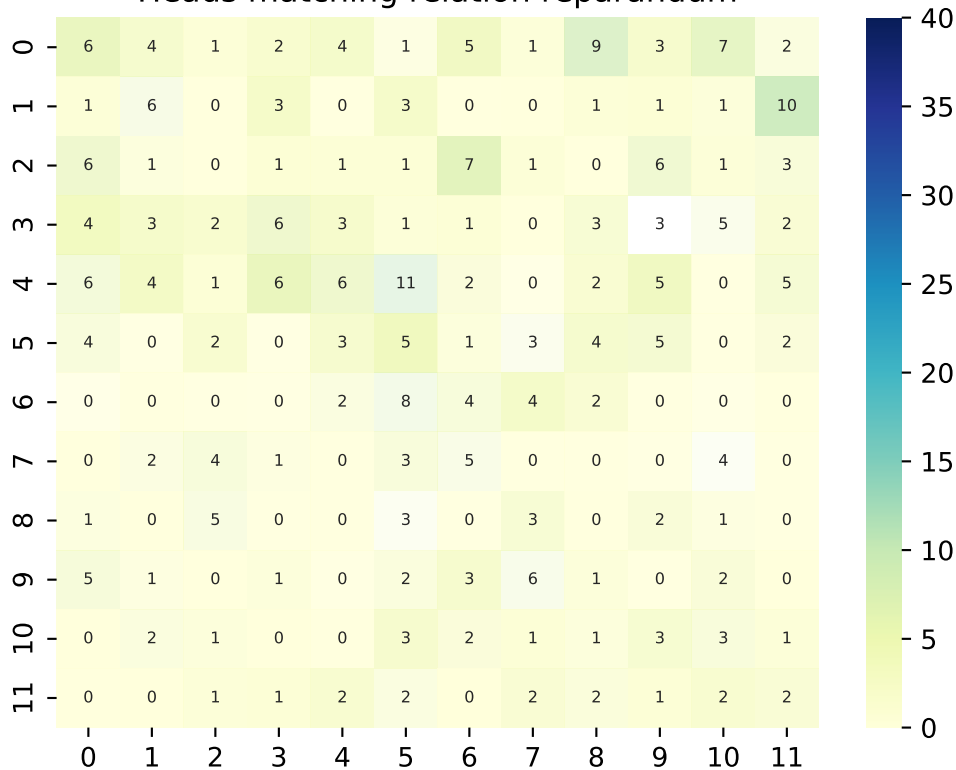 Heads matching relation reparandum
0 6 4 1 2 4 1 5 1 9 3 7 2
1 1 6 0 3 0 3 0 0 1 1 1 10
2 6 1 0 1 1 1 7 1 0 6 1 3
3 4 3 2 6 3 1 1 0 3 3 5 2
4 6 4 1 6 6 11 2 0 2 5 0 5
5 4 0 2 0 3 5 1 3 4 5 0 2
6 0 0 0 0 2 8 4 4 2 0 0 0
7 0 2 4 1 0 3 5 0 0 0 4 0
8 1 0 5 0 0 3 0 3 0 2 1 0
9 5 1 0 1 0 2 3 6 1 0 2 0
10 0 2 1 0 0 3 2 1 1 3 3 1
11 0 0 1 1 2 2 0 2 2 1 2 2
0 1 2 3 4 5 6 7 8 9 10 11
40
35
30
25
20
15
10
5
0